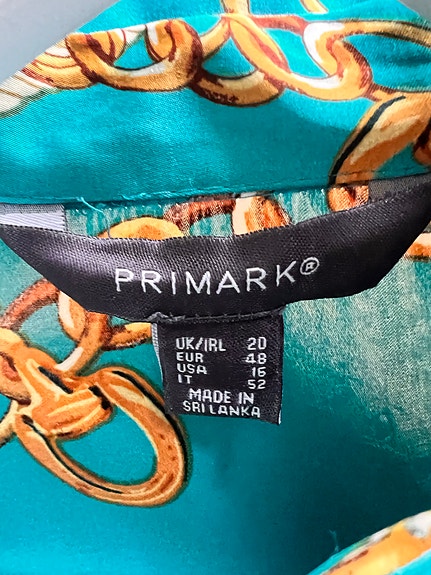 PRIMARK®
UK/IRL 20
EUR 48
USA 16
IT 52
MADE IN
SRI LANKA